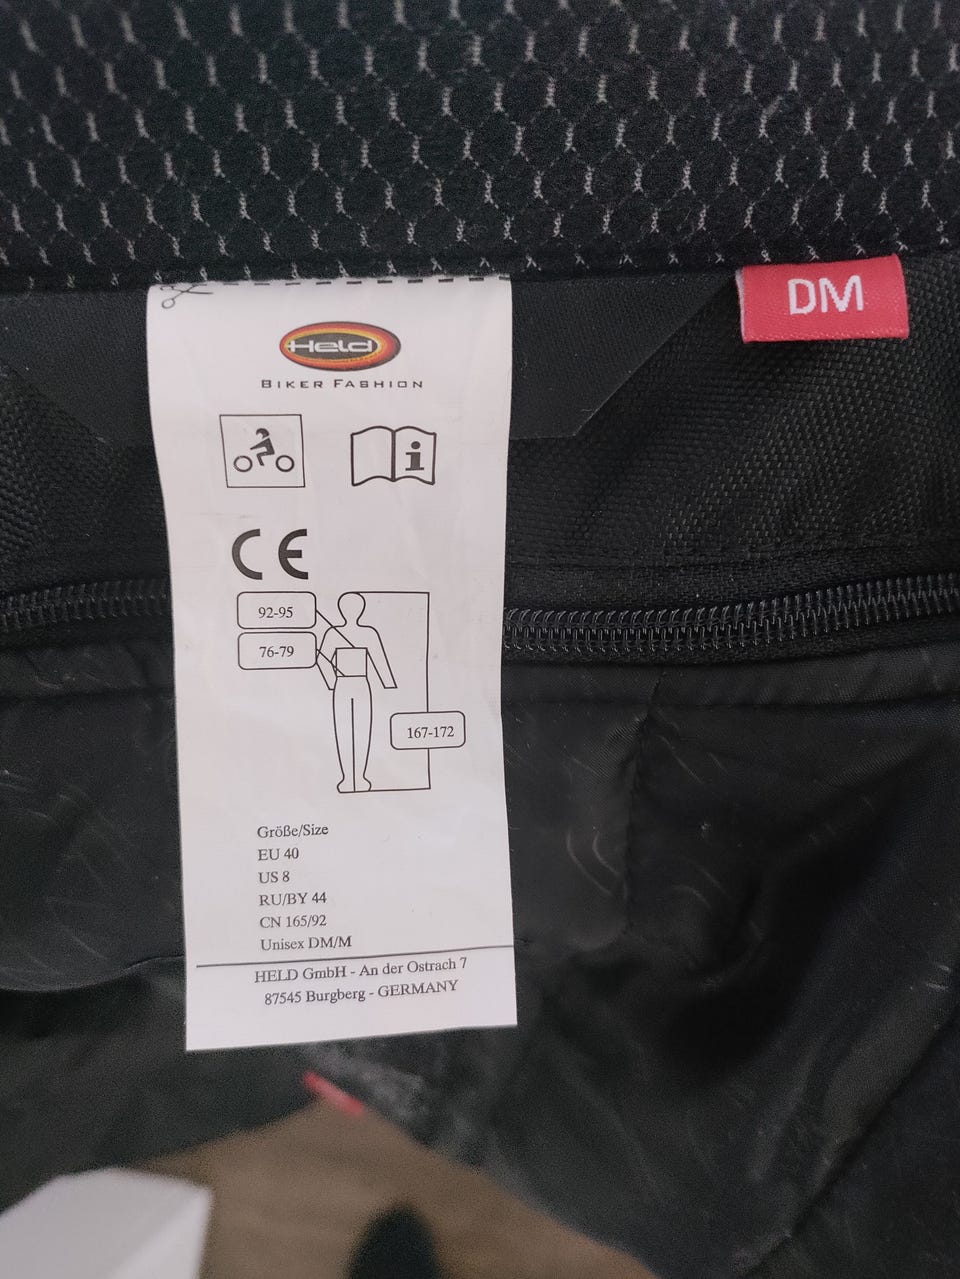 DM
Held
BIKER FASHION
i
CE
92-95
76-79
167-172
Größe/Size
EU 40
US 8
RU/BY 44
CN 165/92
Unisex DM/M
HELD GmbH - An der Ostrach 7
87545 Burgberg - GERMANY